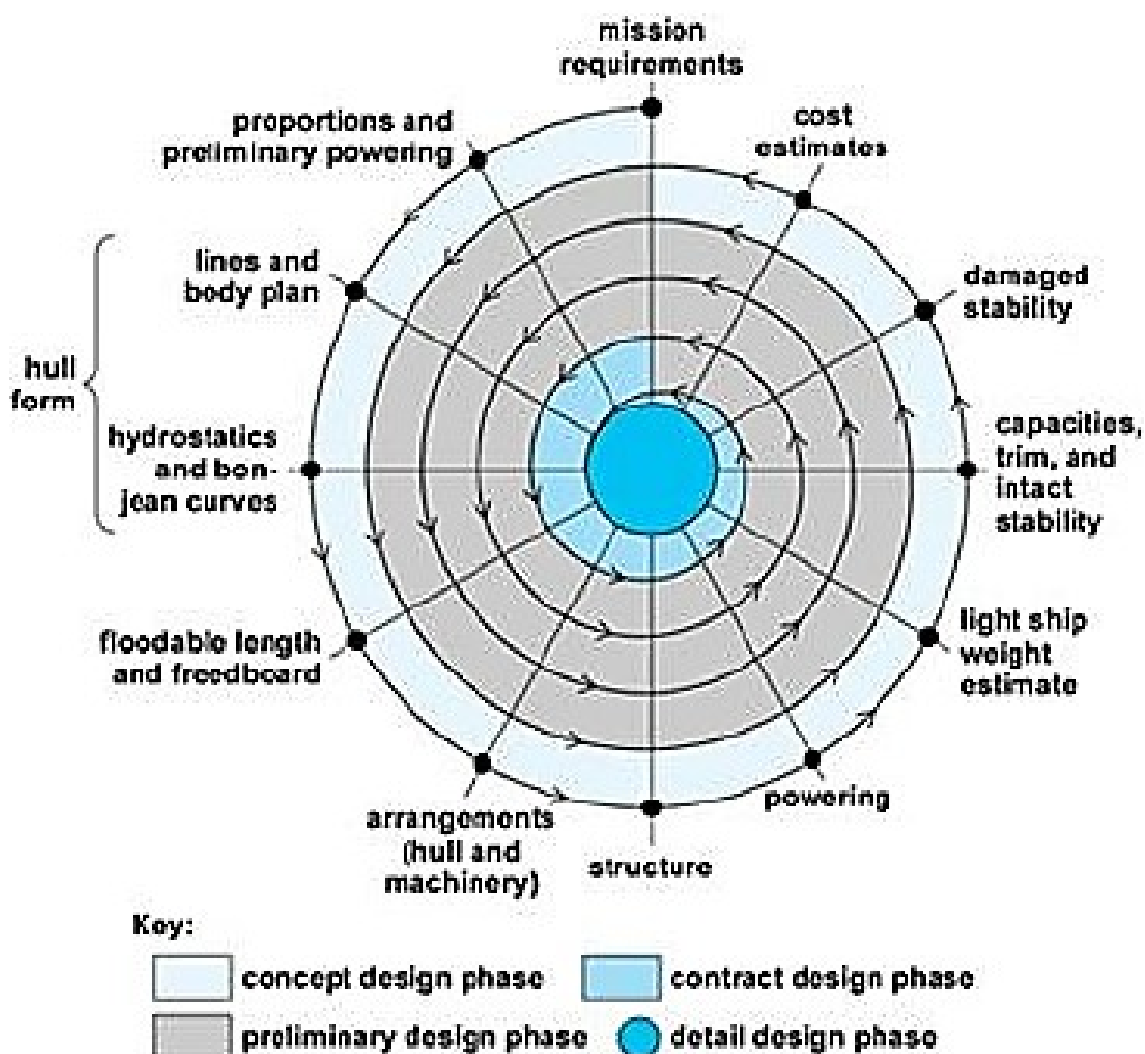 mission
requirements
cost
estimates
proportions and
preliminary powering
lines and
body plan
damaged
stability
hull
form
hydrostatics
and bon-
jean curves
capacities,
trim, and
intact
stability
floodable length
and freedboard
light ship
weight
estimate
arrangements
(hull and
machinery)
structure
powering
Key:
concept design phase
contract design phase
preliminary design phase
detail design phase